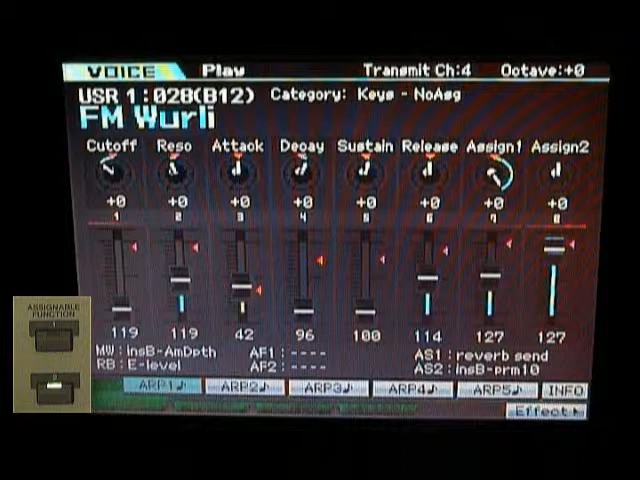 VOICE Play Transmit Ch:4 Octave:+0
USR 1:028(B12) Category: Keys - NoAsg
FM Wurli
Cutoff Reso Attack Decay Sustain Release Assign1 Assign2
+0 +0 +0 +0 +0 +0 +0 +0
1 2 3 4 5 6 7 8
119 119 42 96 100 114 127 127
MW:insB-AmDpth AF1:---- AS1:reverb send
RB:E-level AF2:---- AS2:insB-prm10
ARP1♪ ARP2♪ ARP3♪ ARP4♪ ARP5♪ INFO
Effect
ASSIGNABLE
FUNCTION
1
2